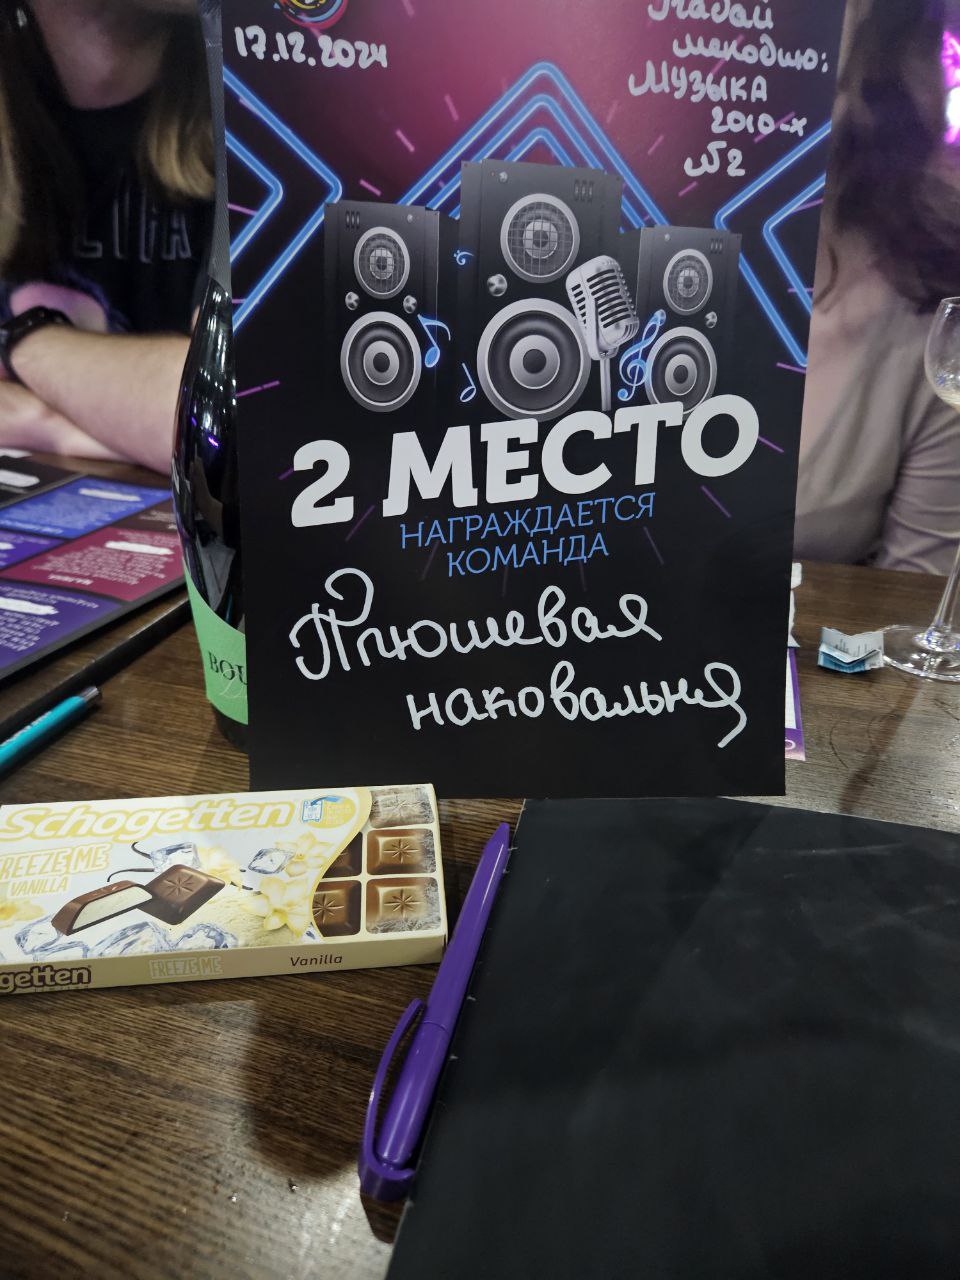 17.12.2024
Угадай
мелодию:
Музыка
2010-х
№2
2 МЕСТО
НАГРАЖДАЕТСЯ
КОМАНДА
Плюшевая
наковальня
BOU
Schogetten
FREEZE ME
VANILLA
getten
FREEZE ME
Vanilla